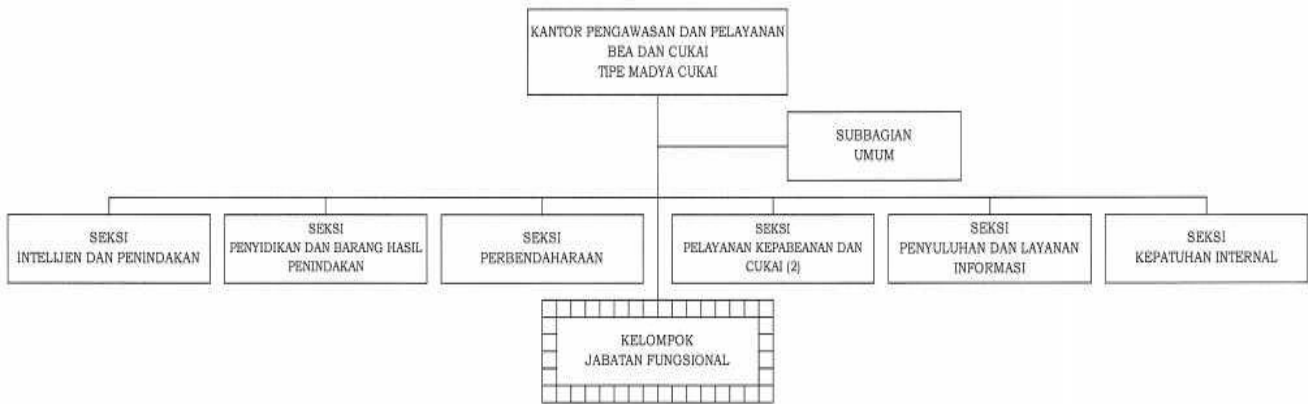 KANTOR PENGAWASAN DAN PELAYANAN
BEA DAN CUKAI
TIPE MADYA CUKAI
SUBBAGIAN
UMUM
SEKSI
INTELIJEN DAN PENINDAKAN
SEKSI
PENYIDIKAN DAN BARANG HASIL
PENINDAKAN
SEKSI
PERBENDAHARAAN
SEKSI
PELAYANAN KEPABEANAN DAN
CUKAI (2)
SEKSI
PENYULUHAN DAN LAYANAN
INFORMASI
SEKSI
KEPATUHAN INTERNAL
KELOMPOK
JABATAN FUNGSIONAL